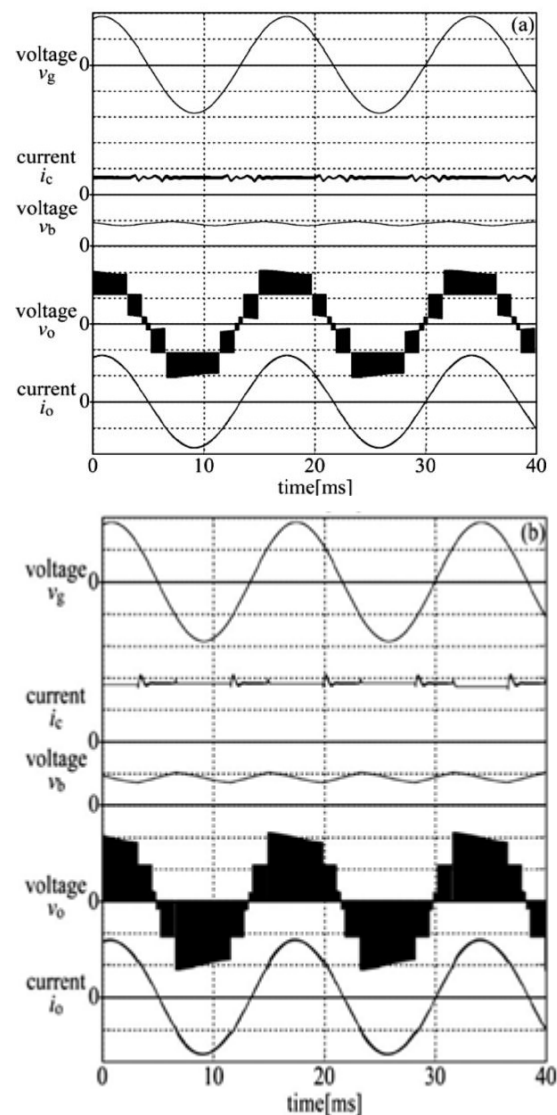 (a)
voltage
vg
0
current
ic
0
voltage
vb
0
voltage
vo
0
current
io
0
0 10 20 30 40
time[ms]
(b)
voltage
vg
0
current
ic
0
voltage
vb
0
voltage
vo
0
current
io
0
0 10 20 30 40
time[ms]